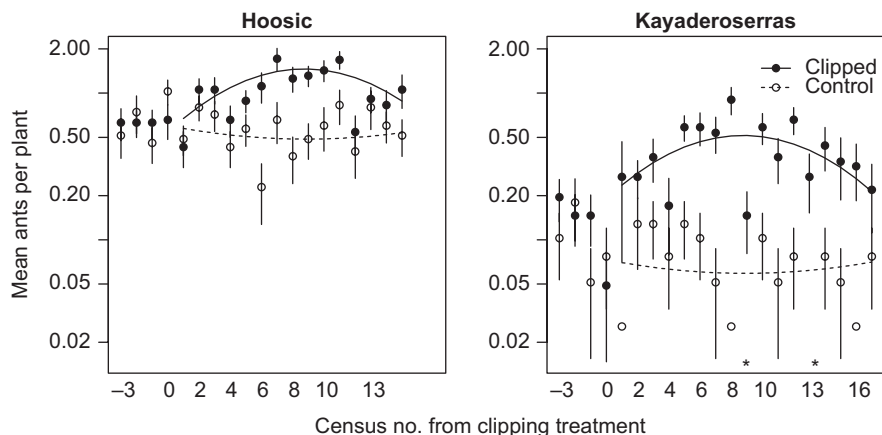 Hoosic
Kayaderoserras
Mean ants per plant
2.00
0.50
0.20
0.05
0.02
–3 0 2 4 6 8 10 13
2.00
0.50
0.20
0.05
0.02
Clipped
Control
* *
–3 0 2 4 6 8 10 13 16
Census no. from clipping treatment